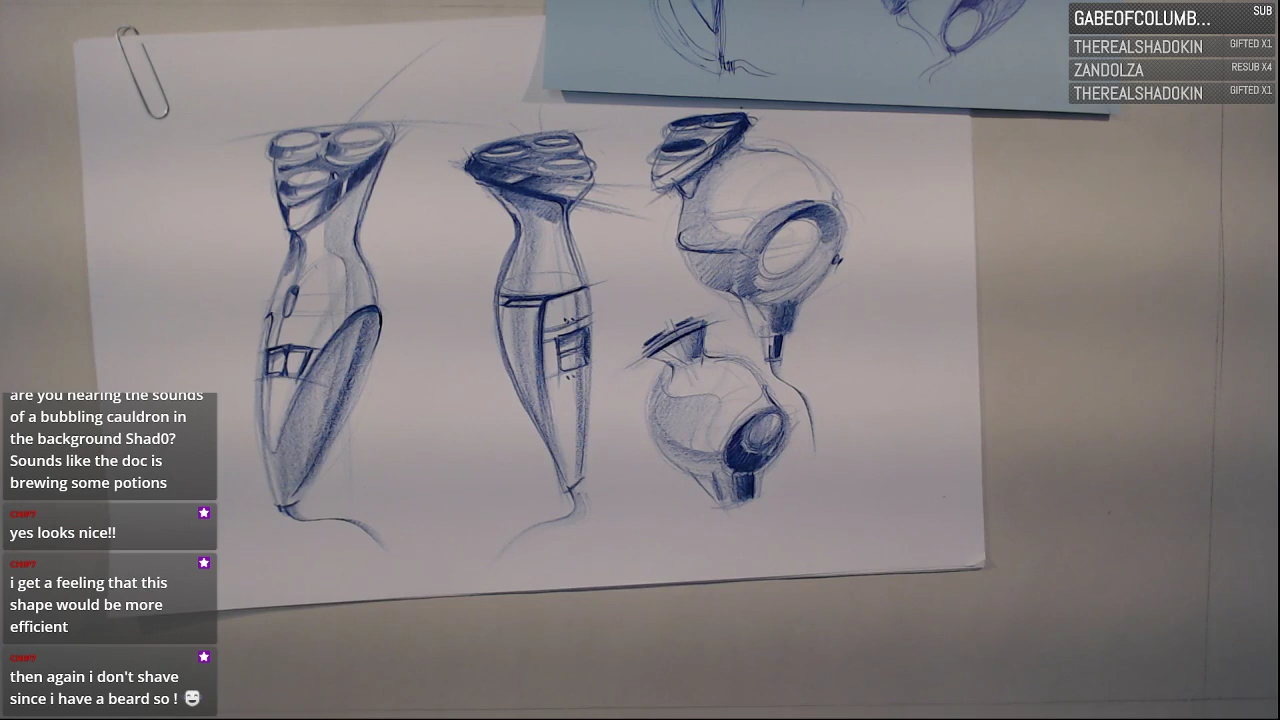 GABEOFCOLUMB... SUB
THEREALSHADOKIN GIFTED X1
ZANDOLZA RESUB X4
THEREALSHADOKIN GIFTED X1
are you hearing the sounds
of a bubbling cauldron in
the background Shad0?
Sounds like the doc is
brewing some potions
yes looks nice!!
i get a feeling that this
shape would be more
efficient
then again i don't shave
since i have a beard so !